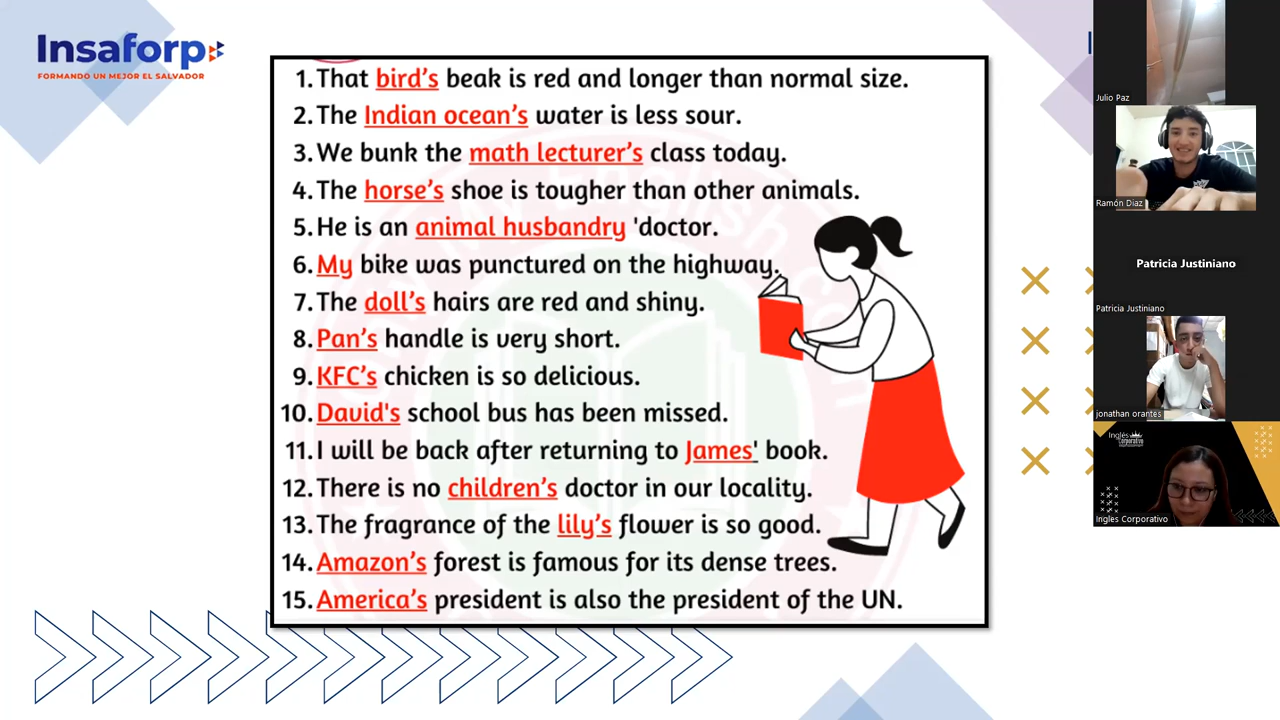 Insaforp
FORMANDO UN MEJOR EL SALVADOR
1. That bird's beak is red and longer than normal size.
2. The Indian ocean's water is less sour.
3. We bunk the math lecturer's class today.
4. The horse's shoe is tougher than other animals.
5. He is an animal husbandry 'doctor.
6. My bike was punctured on the highway.
7. The doll's hairs are red and shiny.
8. Pan's handle is very short.
9. KFC's chicken is so delicious.
10. David's school bus has been missed.
11. I will be back after returning to James' book.
12. There is no children's doctor in our locality.
13. The fragrance of the lily's flower is so good.
14. Amazon's forest is famous for its dense trees.
15. America's president is also the president of the UN.
Julio Paz
Ramón Diaz
Patricia Justiniano
Patricia Justiniano
jonathan orantes
Inglés
Corporativo
Ingles Corporativo